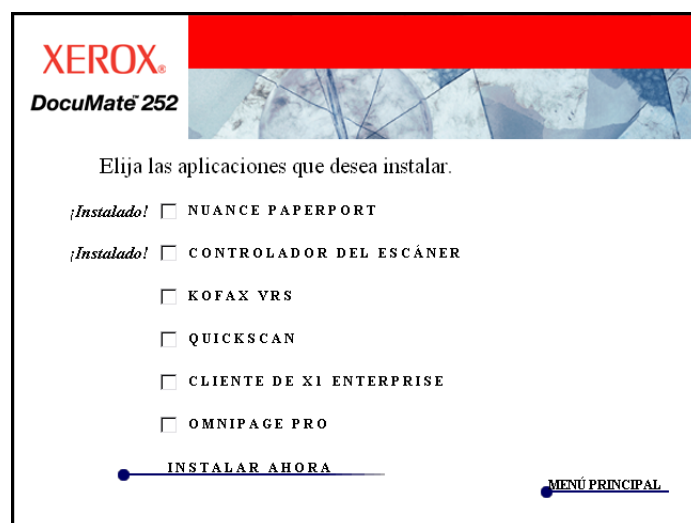 XEROX®
DocuMate™ 252
Elija las aplicaciones que desea instalar.
¡Instalado! NUANCE PAPERPORT
¡Instalado! CONTROLADOR DEL ESCÁNER
KOFAX VRS
QUICKSCAN
CLIENTE DE X1 ENTERPRISE
OMNIPAGE PRO
INSTALAR AHORA
MENÚ PRINCIPAL